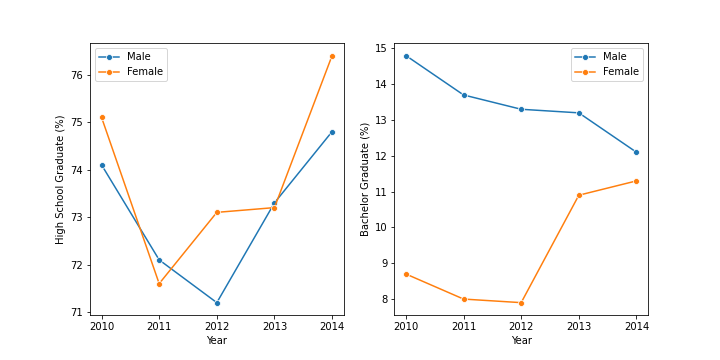 Male
Female
76
75
74
73
72
71
High School Graduate (%)
2010 2011 2012 2013 2014
Year
Male
Female
15
14
13
12
11
10
9
8
Bachelor Graduate (%)
2010 2011 2012 2013 2014
Year